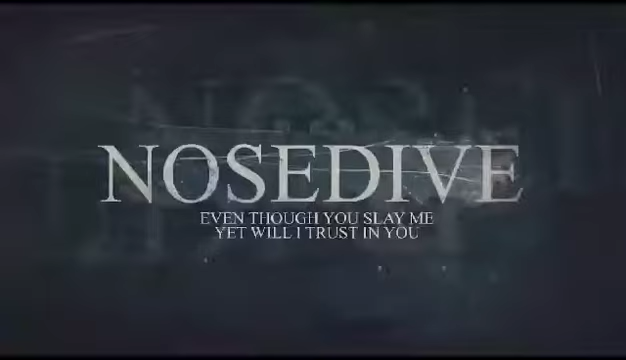 NOSEDIVE
EVEN THOUGH YOU SLAY ME
YET WILL I TRUST IN YOU